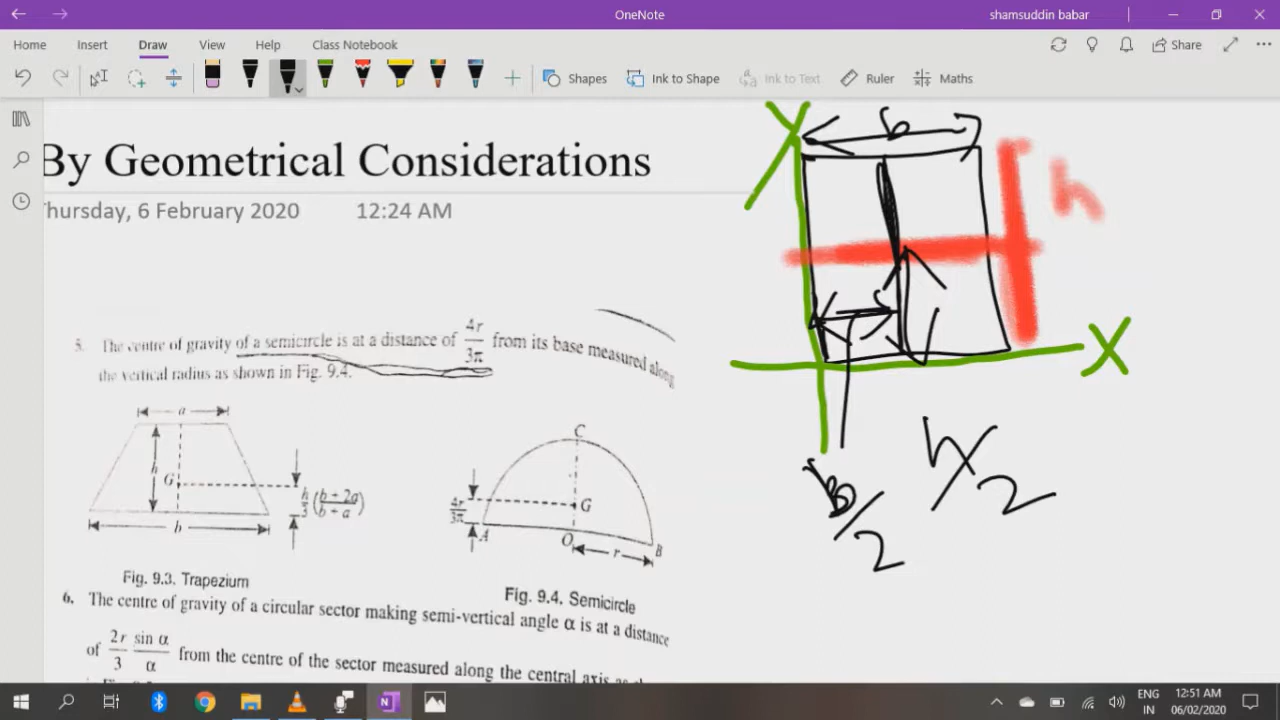 OneNote
shamsuddin babar
Home Insert Draw View Help Class Notebook
Share
Shapes Ink to Shape Ink to Text Ruler Maths
By Geometrical Considerations
hursday, 6 February 2020 12:24 AM
5. The centre of gravity of a semicircle is at a distance of 4r/3π from its base measured along
the vertical radius as shown in Fig. 9.4.
a
h
G
h/3 (b + 2a / b + a)
b
Fig. 9.3. Trapezium
C
4r/3π
G
A O r B
Fig. 9.4. Semicircle
6. The centre of gravity of a circular sector making semi-vertical angle α is at a distance
of 2r/3 sin α/α from the centre of the sector measured along the central axis as
Y
b
h
X
B/2
h/2
ENG
IN
12:51 AM
06/02/2020